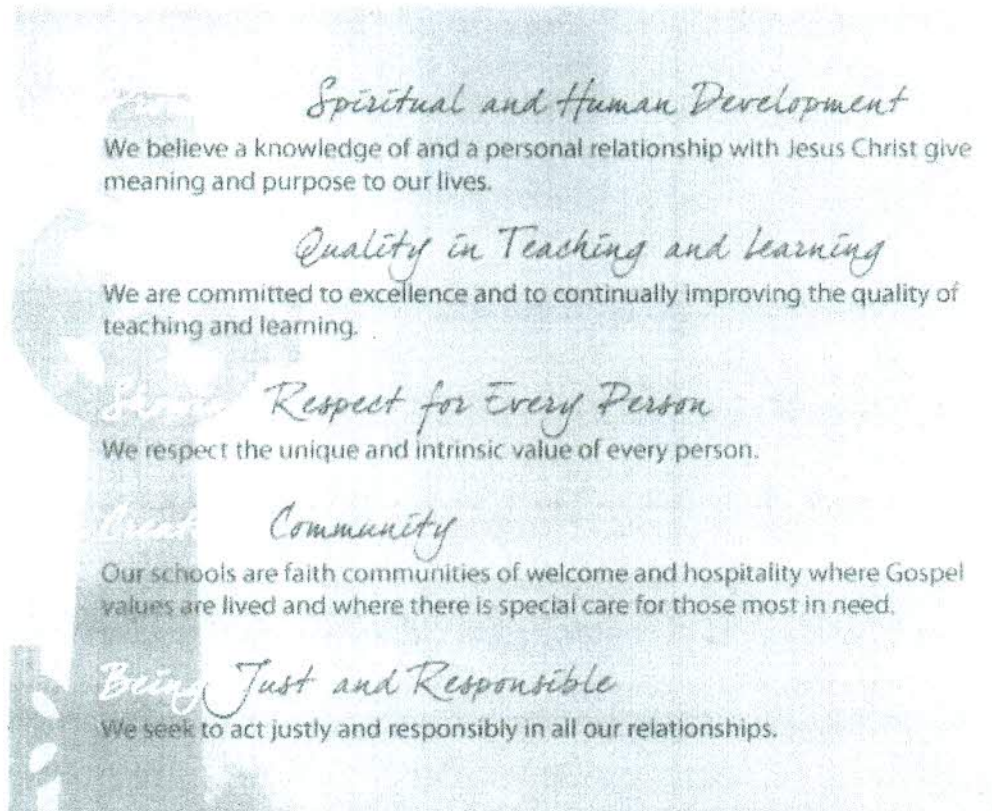 Spiritual and Human Development
We believe a knowledge of and a personal relationship with Jesus Christ give
meaning and purpose to our lives.
Quality in Teaching and Learning
We are committed to excellence and to continually improving the quality of
teaching and learning.
Respect for Every Person
We respect the unique and intrinsic value of every person.
Community
Our schools are faith communities of welcome and hospitality where Gospel
values are lived and where there is special care for those most in need.
Being Just and Responsible
We seek to act justly and responsibly in all our relationships.